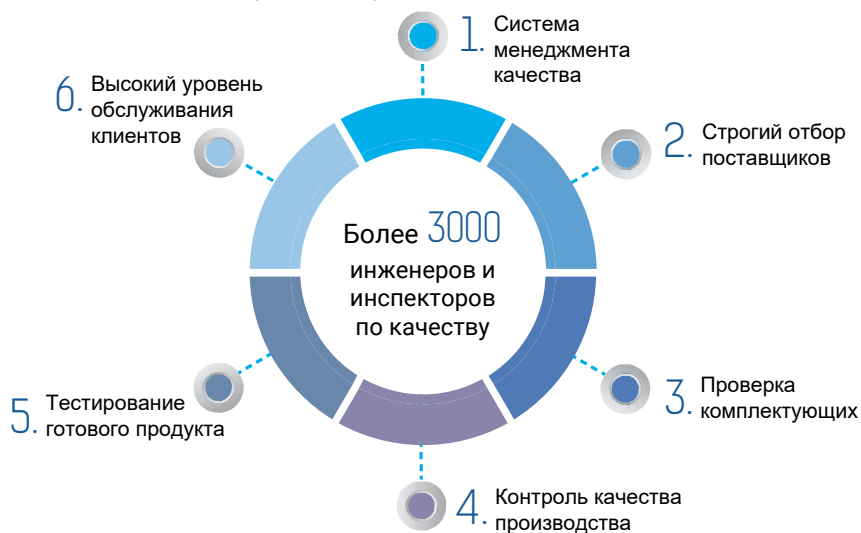 1. Система
менеджмента
качества
2. Строгий отбор
поставщиков
3. Проверка
комплектующих
4. Контроль качества
производства
5. Тестирование
готового продукта
6. Высокий уровень
обслуживания
клиентов
Более 3000
инженеров и
инспекторов
по качеству